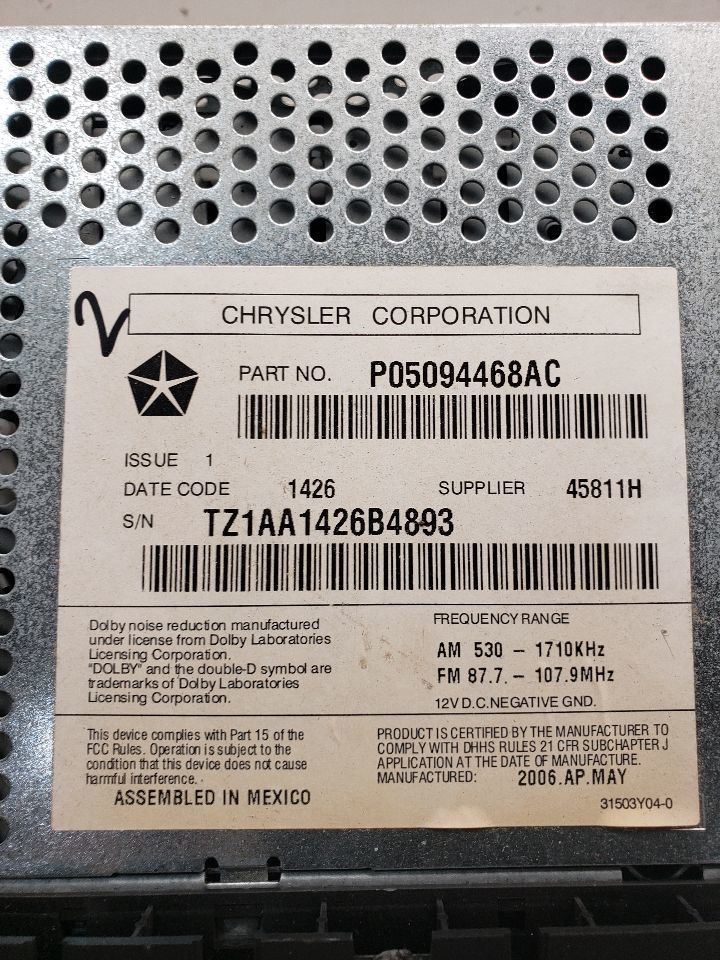 2
CHRYSLER CORPORATION
PART NO. P05094468AC
ISSUE 1
DATE CODE 1426 SUPPLIER 45811H
S/N TZ1AA1426B4893
Dolby noise reduction manufactured
under license from Dolby Laboratories
Licensing Corporation.
"DOLBY" and the double-D symbol are
trademarks of Dolby Laboratories
Licensing Corporation.
FREQUENCY RANGE
AM 530 - 1710KHz
FM 87.7. - 107.9MHz
12V D.C. NEGATIVE GND.
This device complies with Part 15 of the
FCC Rules. Operation is subject to the
condition that this device does not cause
harmful interference.
ASSEMBLED IN MEXICO
PRODUCT IS CERTIFIED BY THE MANUFACTURER TO
COMPLY WITH DHHS RULES 21 CFR SUBCHAPTER J
APPLICATION AT THE DATE OF MANUFACTURE.
MANUFACTURED: 2006.AP.MAY
31503Y04-0